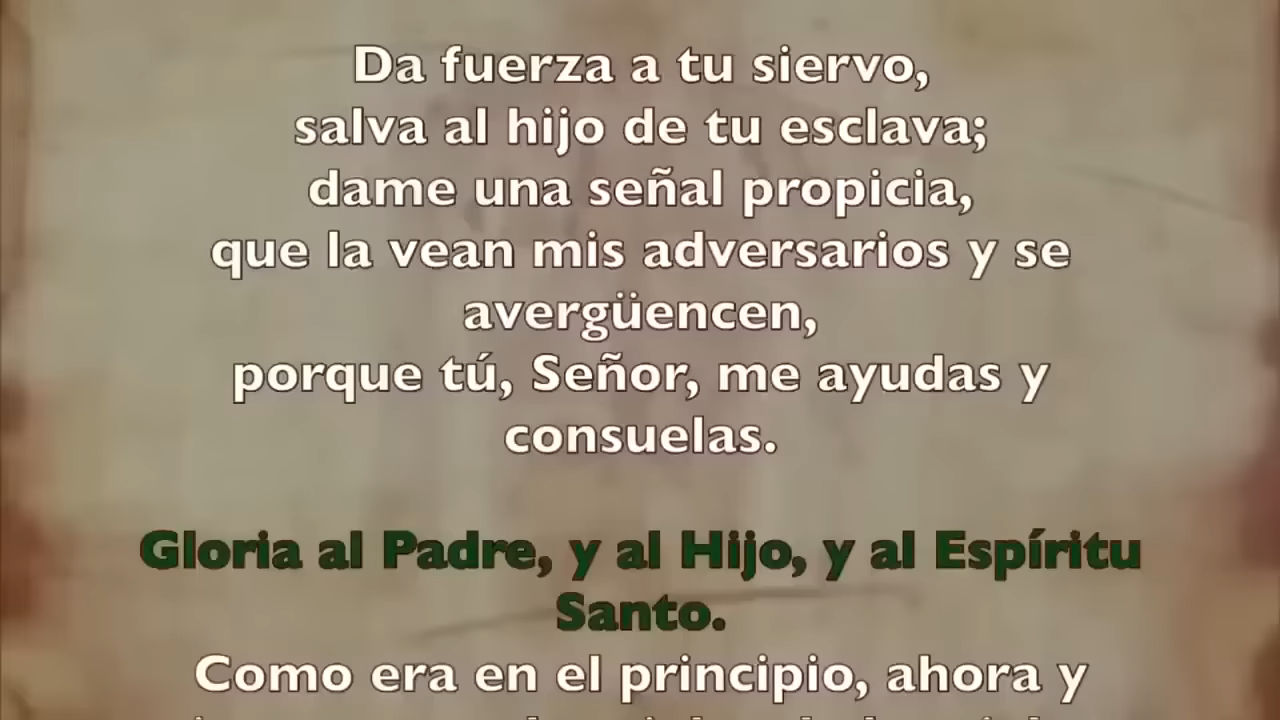 Da fuerza a tu siervo,
salva al hijo de tu esclava;
dame una señal propicia,
que la vean mis adversarios y se
avergüencen,
porque tú, Señor, me ayudas y
consuelas.
Gloria al Padre, y al Hijo, y al Espíritu
Santo.
Como era en el principio, ahora y